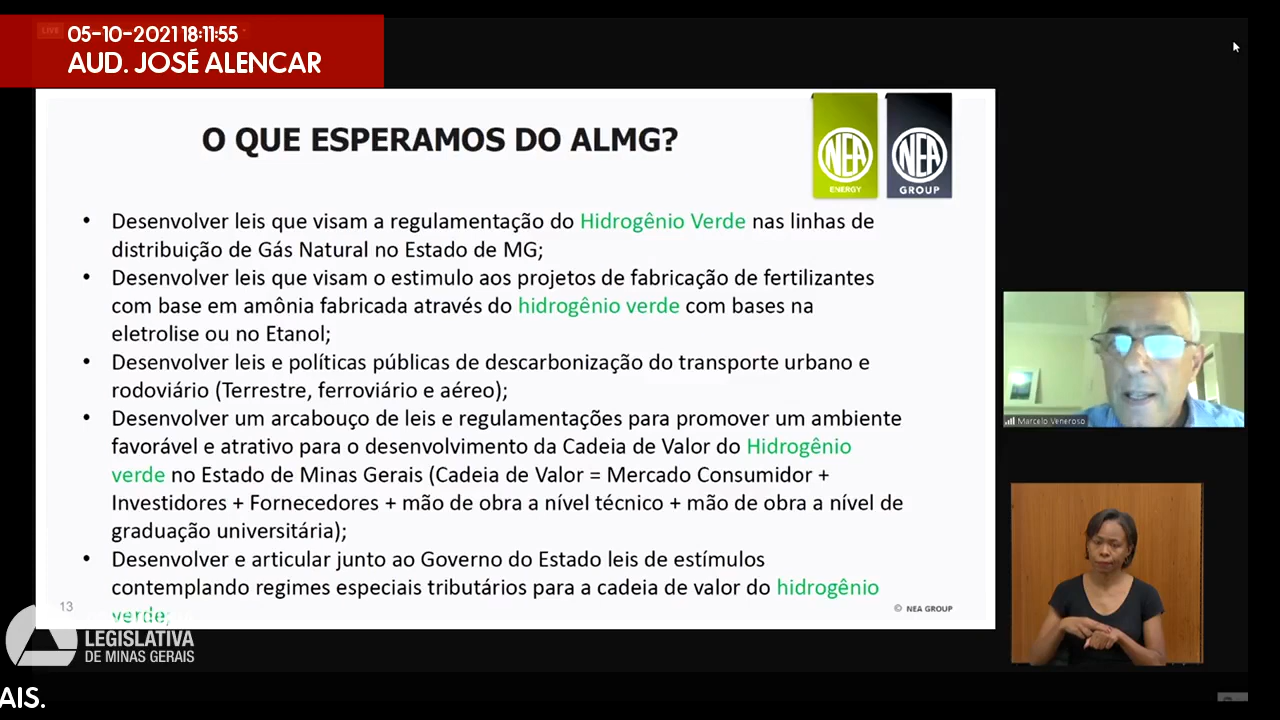 LIVE
05-10-2021 18:11:55
AUD. JOSÉ ALENCAR
O QUE ESPERAMOS DO ALMG?
NEA
ENERGY
NEA
GROUP
• Desenvolver leis que visam a regulamentação do Hidrogênio Verde nas linhas de
distribuição de Gás Natural no Estado de MG;
• Desenvolver leis que visam o estimulo aos projetos de fabricação de fertilizantes
com base em amônia fabricada através do hidrogênio verde com bases na
eletrolise ou no Etanol;
• Desenvolver leis e políticas públicas de descarbonização do transporte urbano e
rodoviário (Terrestre, ferroviário e aéreo);
• Desenvolver um arcabouço de leis e regulamentações para promover um ambiente
favorável e atrativo para o desenvolvimento da Cadeia de Valor do Hidrogênio
verde no Estado de Minas Gerais (Cadeia de Valor = Mercado Consumidor +
Investidores + Fornecedores + mão de obra a nível técnico + mão de obra a nível de
graduação universitária);
• Desenvolver e articular junto ao Governo do Estado leis de estímulos
contemplando regimes especiais tributários para a cadeia de valor do hidrogênio
verde;
13
© NEA GROUP
Marcelo Veneroso
LEGISLATIVA
DE MINAS GERAIS
AIS.